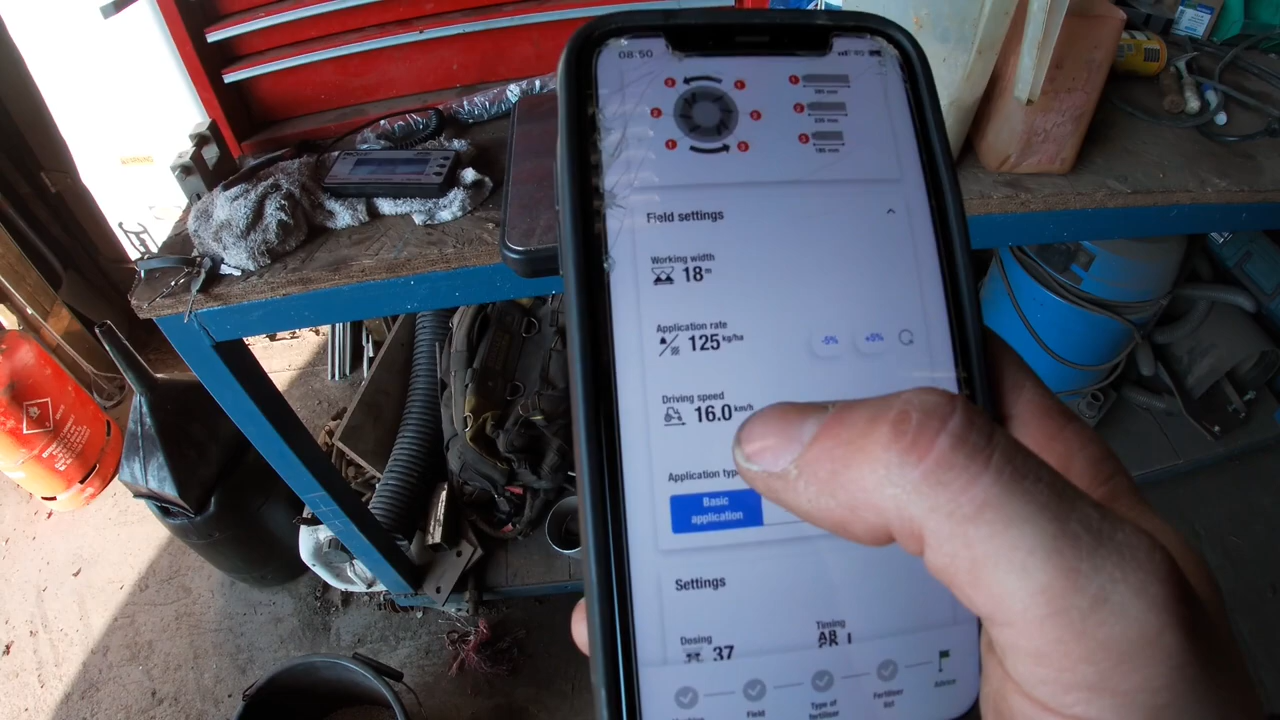 08:50
Field settings
Working width
18 m
Application rate
125 kg/ha
-5%
+5%
Driving speed
16.0 km/h
Application typ
Basic
application
Settings
Dosing
37
Timing
Field
Type of
fertiliser
Fertiliser
list
Advice